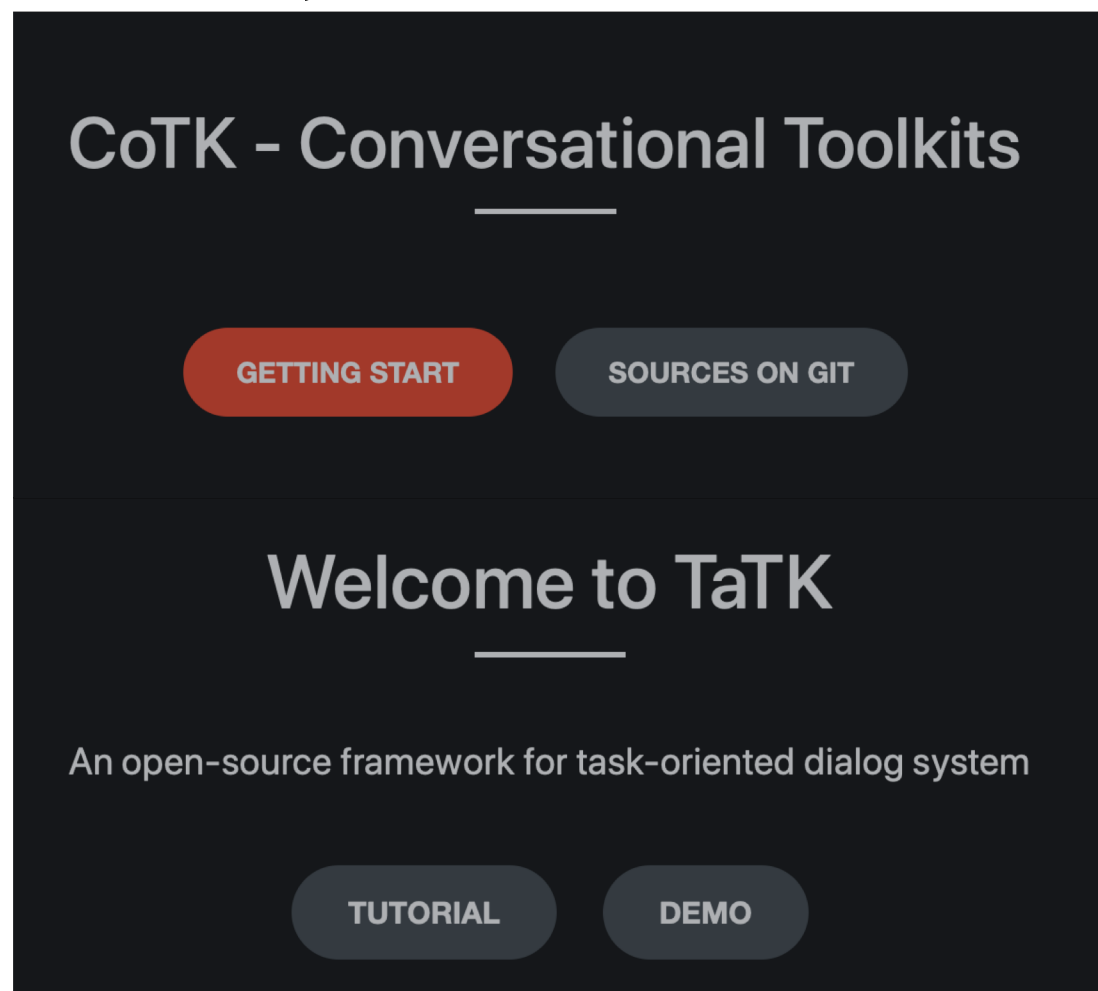 CoTK - Conversational Toolkits
GETTING START
SOURCES ON GIT
Welcome to TaTK
An open-source framework for task-oriented dialog system
TUTORIAL
DEMO